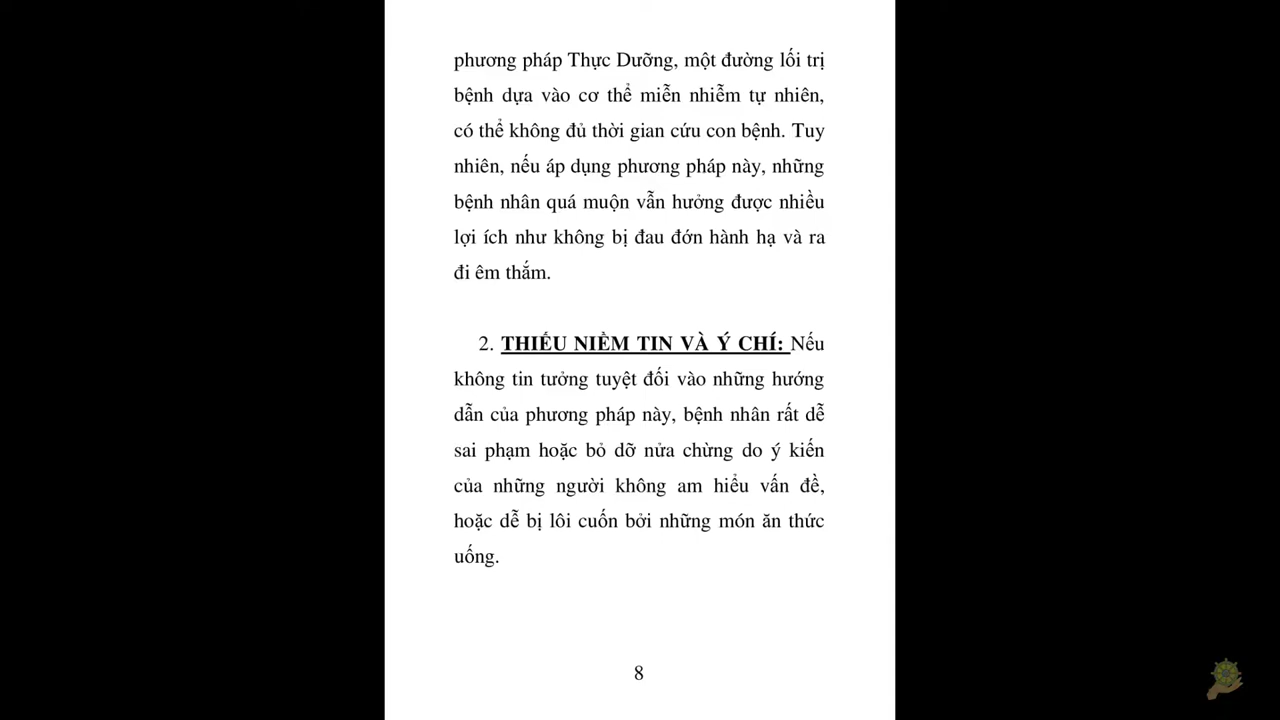 phương pháp Thực Dưỡng, một đường lối trị
bệnh dựa vào cơ thể miễn nhiễm tự nhiên,
có thể không đủ thời gian cứu con bệnh. Tuy
nhiên, nếu áp dụng phương pháp này, những
bệnh nhân quá muộn vẫn hưởng được nhiều
lợi ích như không bị đau đớn hành hạ và ra
đi êm thắm.
2. THIẾU NIỀM TIN VÀ Ý CHÍ: Nếu
không tin tưởng tuyệt đối vào những hướng
dẫn của phương pháp này, bệnh nhân rất dễ
sai phạm hoặc bỏ dỡ nửa chừng do ý kiến
của những người không am hiểu vấn đề,
hoặc dễ bị lôi cuốn bởi những món ăn thức
uống.
8